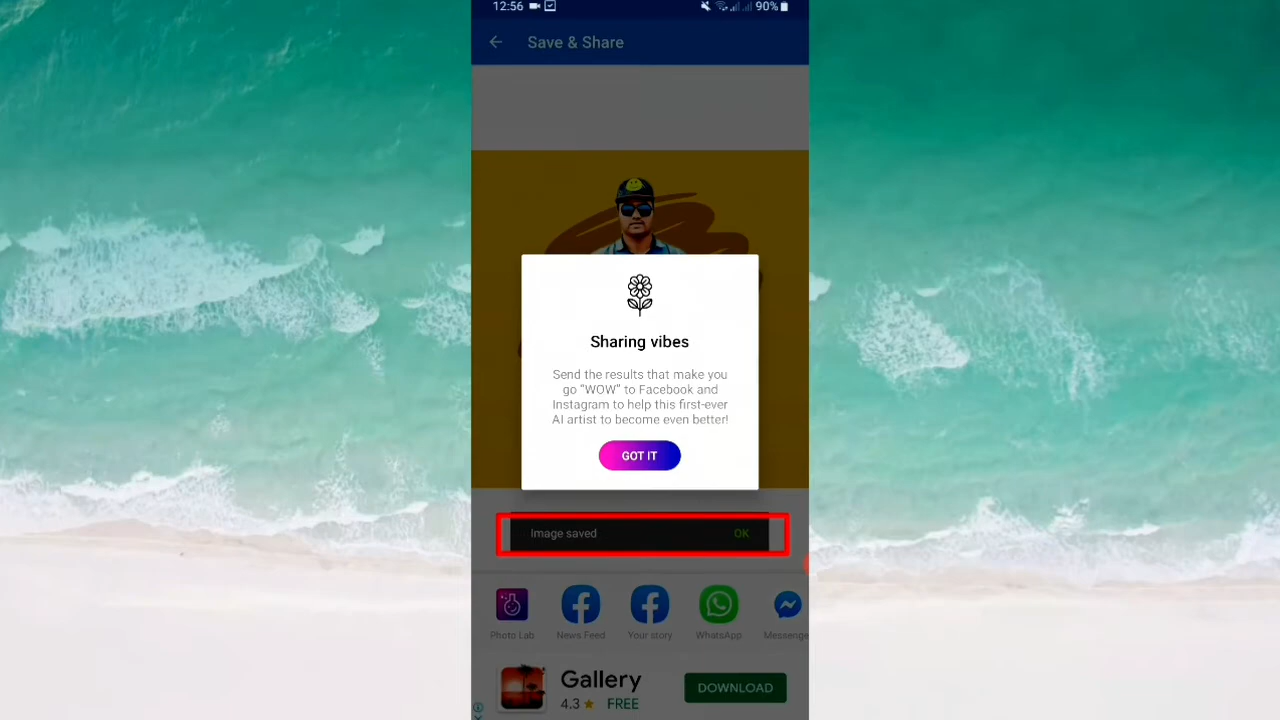 12:56
90%
Save & Share
Sharing vibes
Send the results that make you
go “WOW” to Facebook and
Instagram to help this first-ever
AI artist to become even better!
GOT IT
Image saved OK
Photo Lab News Feed Your story WhatsApp Messenge
Gallery
4.3 FREE
DOWNLOAD